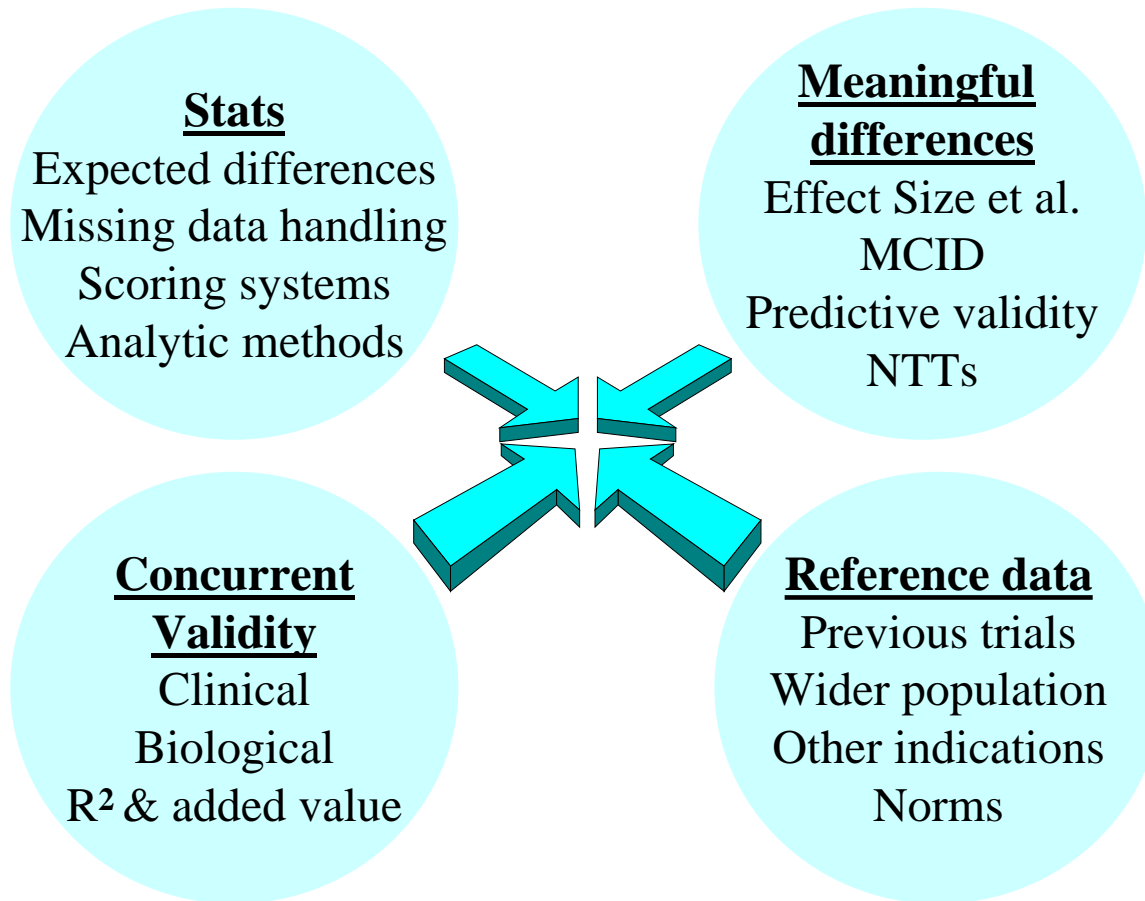 Stats
Expected differences
Missing data handling
Scoring systems
Analytic methods
Meaningful
differences
Effect Size et al.
MCID
Predictive validity
NTTs
Concurrent
Validity
Clinical
Biological
R² & added value
Reference data
Previous trials
Wider population
Other indications
Norms